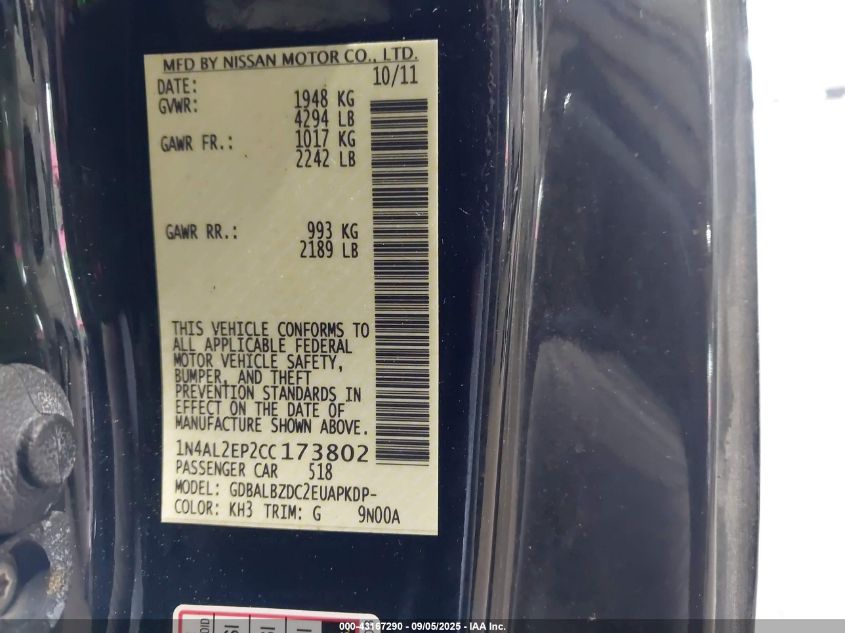 MFD BY NISSAN MOTOR CO., LTD.
DATE: 10/11
GVWR: 1948 KG
4294 LB
GAWR FR.: 1017 KG
2242 LB
GAWR RR.: 993 KG
2189 LB
THIS VEHICLE CONFORMS TO
ALL APPLICABLE FEDERAL
MOTOR VEHICLE SAFETY,
BUMPER, AND THEFT
PREVENTION STANDARDS IN
EFFECT ON THE DATE OF
MANUFACTURE SHOWN ABOVE.
1N4AL2EP2CC173802
PASSENGER CAR 518
MODEL: GDBALBZDC2EUAPKDP-
COLOR: KH3 TRIM: G 9N00A
00-43167290 - 09/05/2025 - IAA Inc.